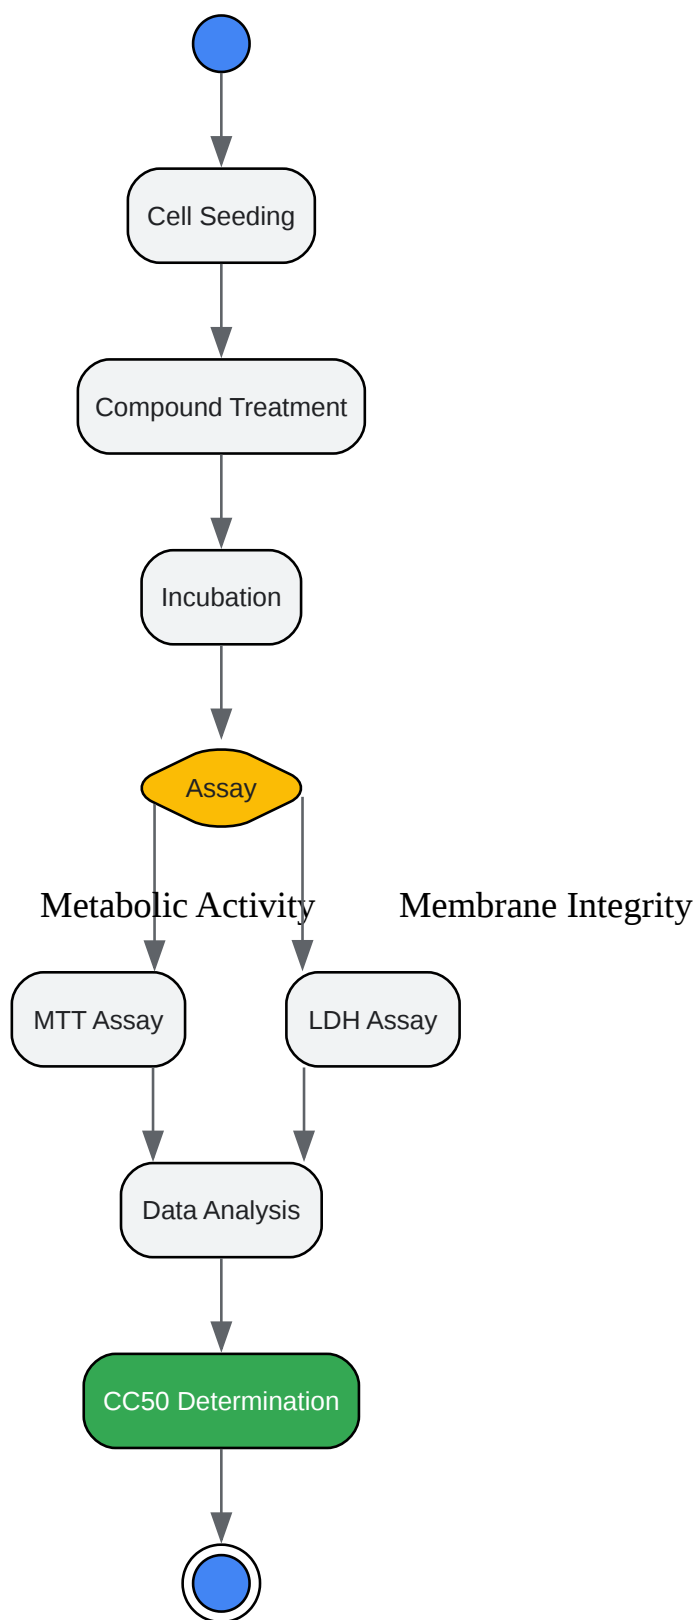 Cell Seeding
Compound Treatment
Incubation
Assay
Metabolic Activity
Membrane Integrity
MTT Assay
LDH Assay
Data Analysis
CC50 Determination